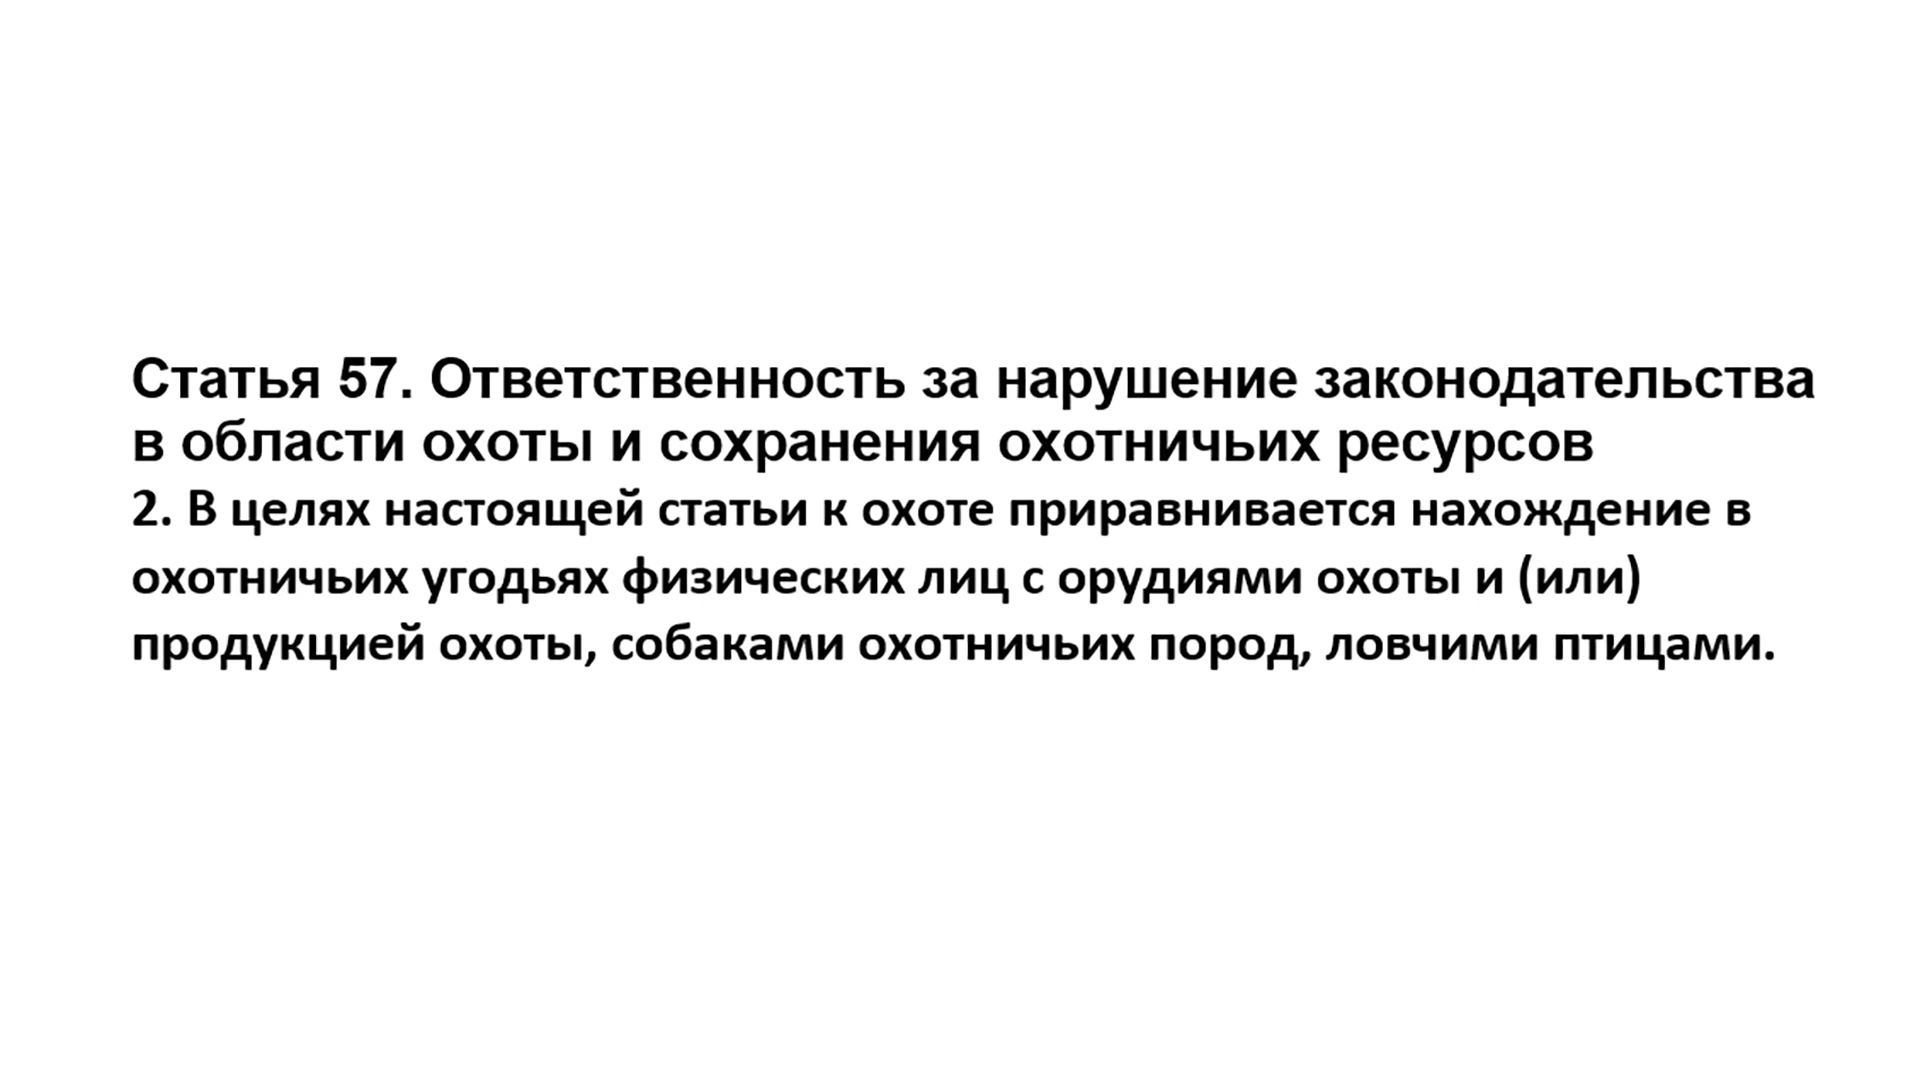 Статья 57. Ответственность за нарушение законодательства
в области охоты и сохранения охотничьих ресурсов
2. В целях настоящей статьи к охоте приравнивается нахождение в
охотничьих угодьях физических лиц с орудиями охоты и (или)
продукцией охоты, собаками охотничьих пород, ловчими птицами.